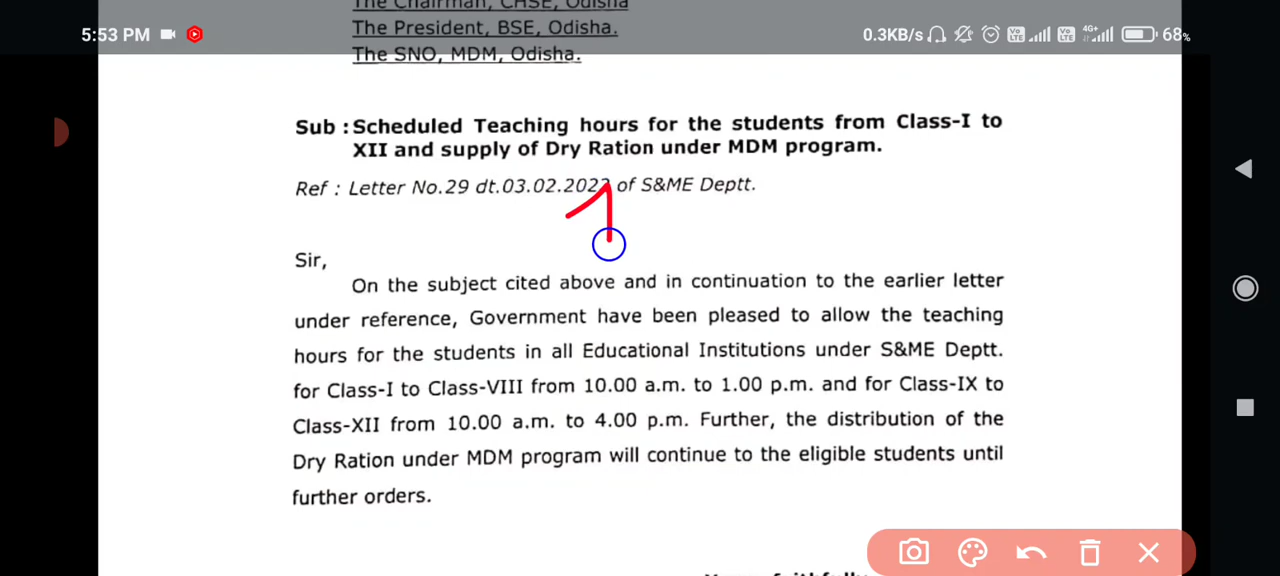 The Chairman, CHSE, Odisha
5:53 PM 0.3KB/s Vo LTE Vo LTE 4G+ 68%
The President, BSE, Odisha.
The SNO, MDM, Odisha.
Sub : Scheduled Teaching hours for the students from Class-I to
XII and supply of Dry Ration under MDM program.
Ref : Letter No.29 dt.03.02.2022 of S&ME Deptt.
Sir,
On the subject cited above and in continuation to the earlier letter
under reference, Government have been pleased to allow the teaching
hours for the students in all Educational Institutions under S&ME Deptt.
for Class-I to Class-VIII from 10.00 a.m. to 1.00 p.m. and for Class-IX to
Class-XII from 10.00 a.m. to 4.00 p.m. Further, the distribution of the
Dry Ration under MDM program will continue to the eligible students until
further orders.